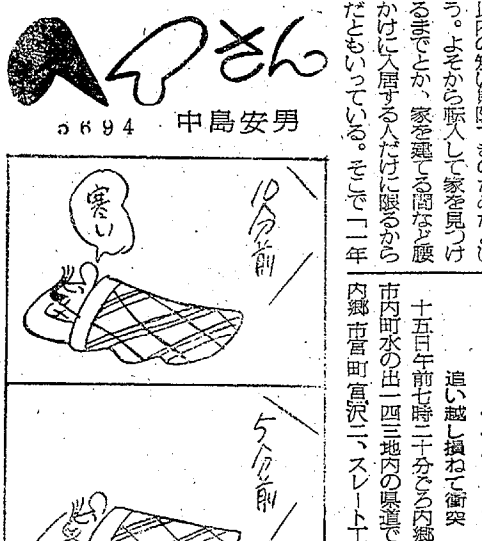 う。よそから転入して家を見つけ
るまでとか、家を建てる間など腰
かけに入居する人だけに限るから
だともいっている。そこで「一年
追い越し損ねて衝突
十五日午前七時二十分ごろ内郷
市内町水の出一四三地内の県道で
内郷市宮町宮沢二、スレート工
ヘイさん
5694 中島安男
10分前
寒い
5分前